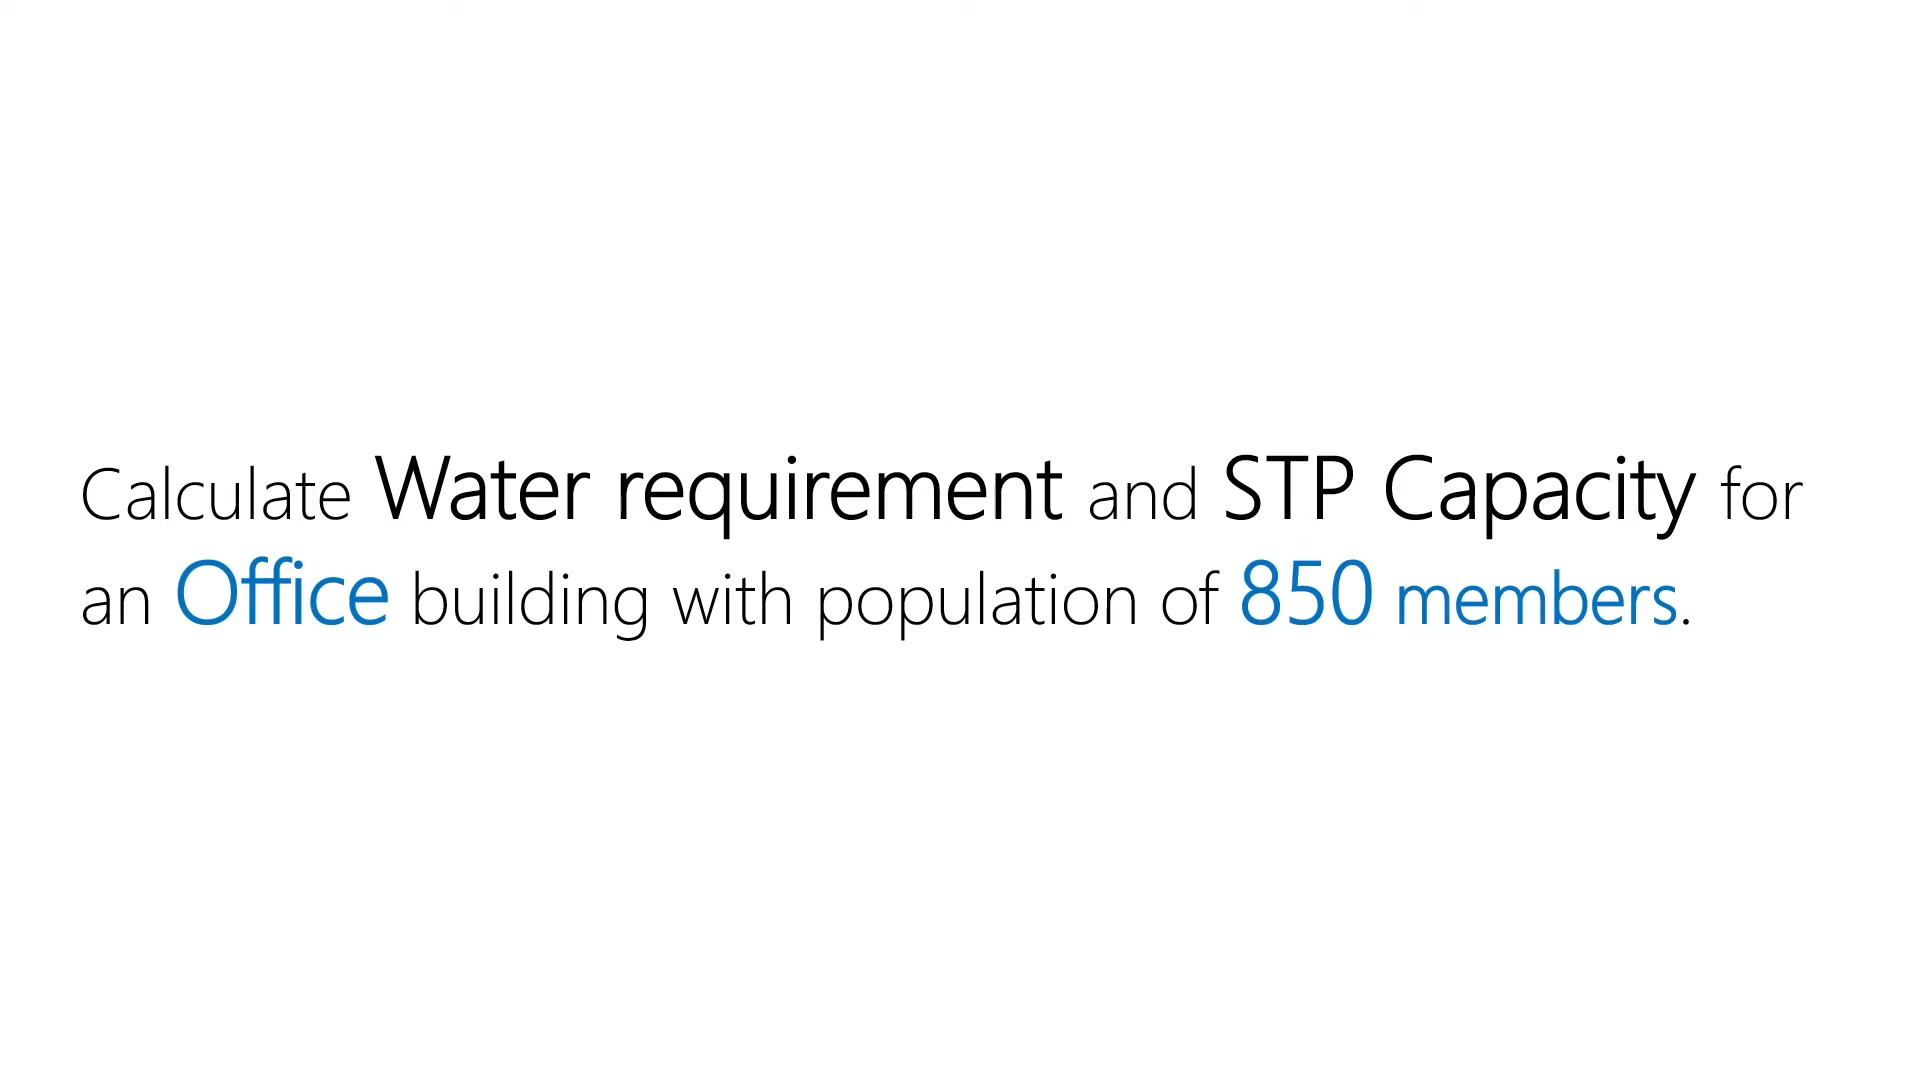 Calculate Water requirement and STP Capacity for
an Office building with population of 850 members.